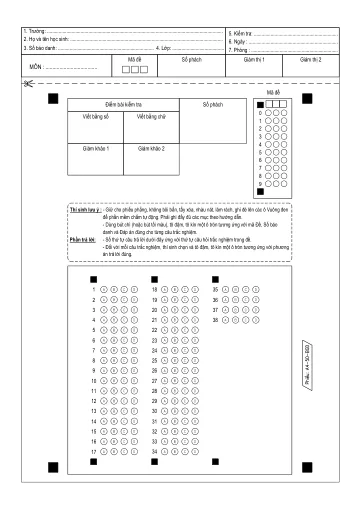 1. Trường:
5. Kiểm tra:
2. Họ và tên học sinh:
6. Ngày:
3. Số báo danh:
4. Lớp:
7. Phòng :
MÔN :
Mã đề
Số phách
Giám thị 1
Giám thị 2
Mã đề
Điểm bài kiểm tra
Số phách
Viết bằng số
Viết bằng chữ
Giám khảo 1
Giám khảo 2
0
1
2
3
4
5
6
7
8
9
Thí sinh lưu ý : - Giữ cho phiếu phẳng, không bôi bẩn, tẩy xóa, nhàu nát, làm rách, ghi đè lên các ô Vuông đen
để phần mềm chấm tự động. Phải ghi đầy đủ các mục theo hướng dẫn.
- Dùng bút chì (hoặc bút tô màu), tô đậm, tô kín một ô tròn tương ứng với mã Đề, Số báo
danh và Đáp án đúng cho từng câu trắc nghiệm.
Phần trả lời: - Số thứ tự câu trả lời dưới đây ứng với thứ tự câu hỏi trắc nghiệm trong đề.
- Đối với mỗi câu trắc nghiệm, thí sinh chọn và tô đậm, tô kín một ô tròn tương ứng với phương
án trả lời đúng.
1 A B C D 18 A B C D 35 A B C D
2 A B C D 19 A B C D 36 A B C D
3 A B C D 20 A B C D 37 A B C D
4 A B C D 21 A B C D 38 A B C D
5 A B C D 22 A B C D
6 A B C D 23 A B C D
7 A B C D 24 A B C D
8 A B C D 25 A B C D
9 A B C D 26 A B C D
10 A B C D 27 A B C D
11 A B C D 28 A B C D
12 A B C D 29 A B C D
13 A B C D 30 A B C D
14 A B C D 31 A B C D
15 A B C D 32 A B C D
16 A B C D 33 A B C D
17 A B C D 34 A B C D